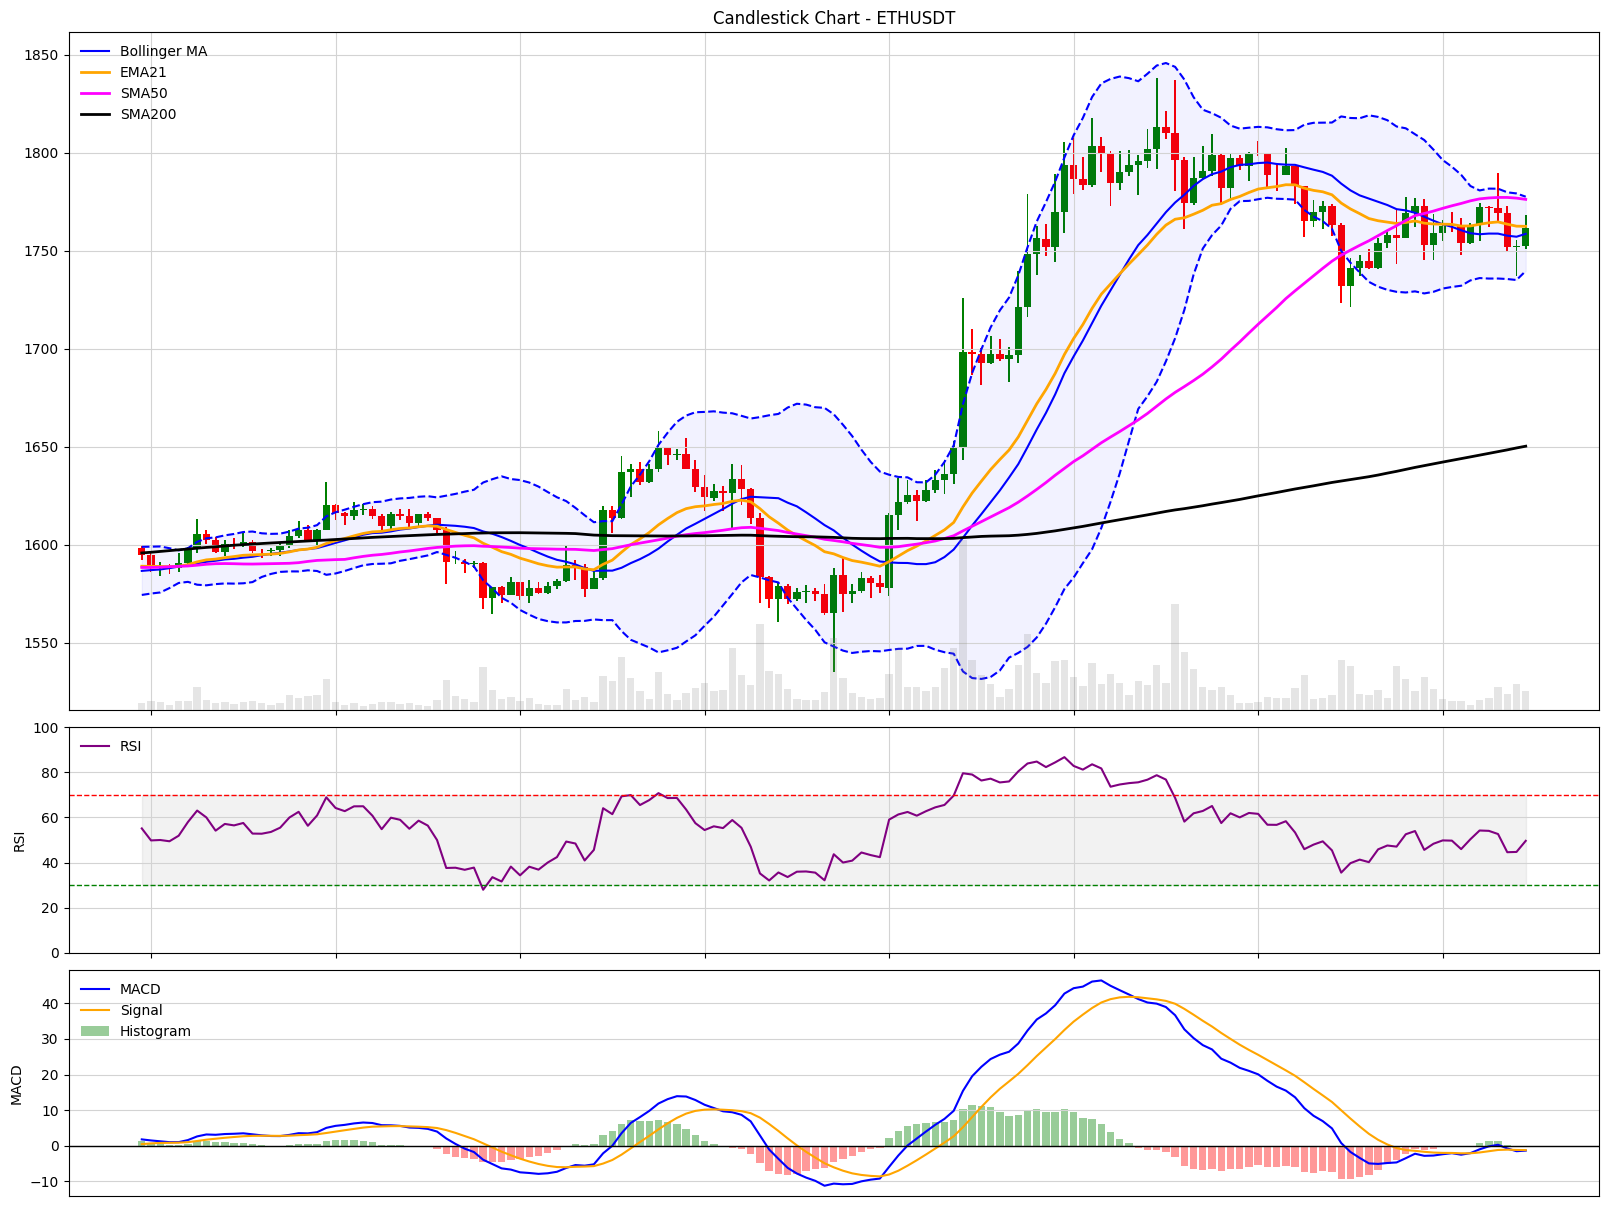 Candlestick Chart - ETHUSDT
Bollinger MA
EMA21
SMA50
SMA200
1850
1800
1750
1700
1650
1600
1550
RSI
100
80
60
40
20
0
RSI
MACD
Signal
Histogram
40
30
20
10
0
−10
MACD